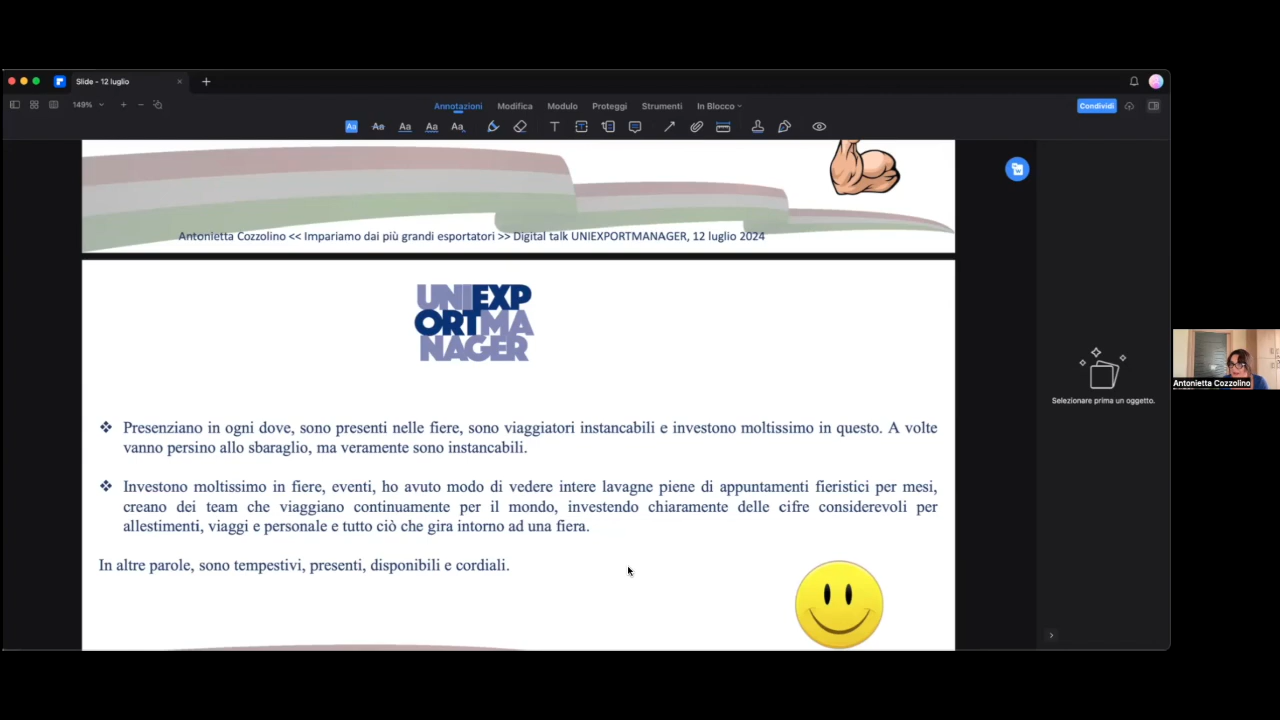 Slide - 12 luglio
149%
Annotazioni Modifica Modulo Proteggi Strumenti In Blocco
Condividi
Aa Aa Aa Aa Aa T
Antonietta Cozzolino << Impariamo dai più grandi esportatori >> Digital talk UNIEXPORTMANAGER, 12 luglio 2024
UNIEXP
ORTMA
NAGER
Presenziano in ogni dove, sono presenti nelle fiere, sono viaggiatori instancabili e investono moltissimo in questo. A volte
vanno persino allo sbaraglio, ma veramente sono instancabili.
Investono moltissimo in fiere, eventi, ho avuto modo di vedere intere lavagne piene di appuntamenti fieristici per mesi,
creano dei team che viaggiano continuamente per il mondo, investendo chiaramente delle cifre considerevoli per
allestimenti, viaggi e personale e tutto ciò che gira intorno ad una fiera.
In altre parole, sono tempestivi, presenti, disponibili e cordiali.
Selezionare prima un oggetto.
Antonietta Cozzolino